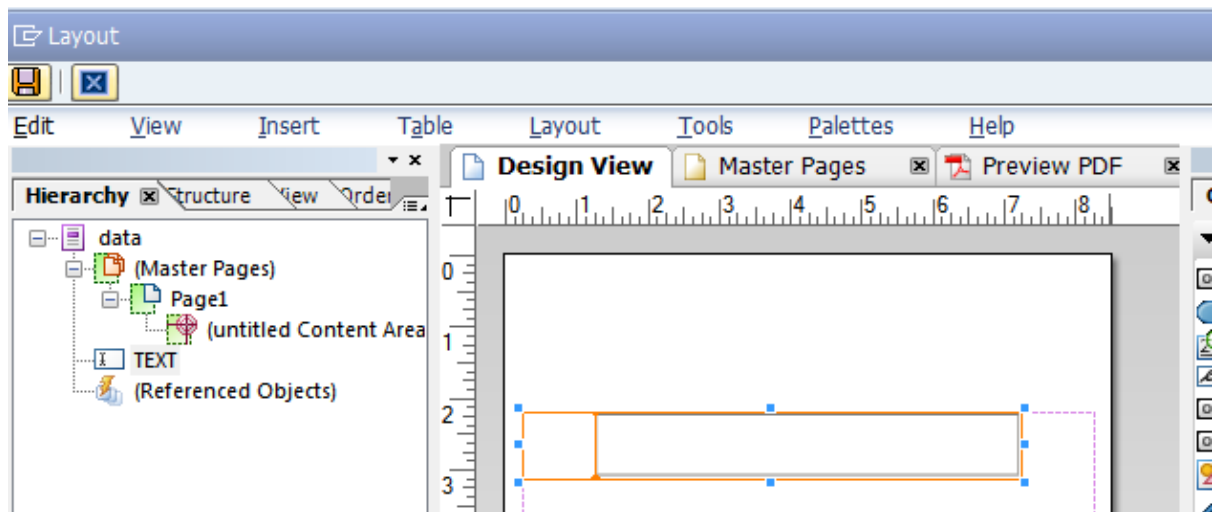 Layout
Edit View Insert Table Layout Tools Palettes Help
Design View Master Pages Preview PDF
Hierarchy Structure View Order
0 1 2 3 4 5 6 7 8
data
(Master Pages)
Page1
(untitled Content Area
TEXT
(Referenced Objects)
0
1
2
3